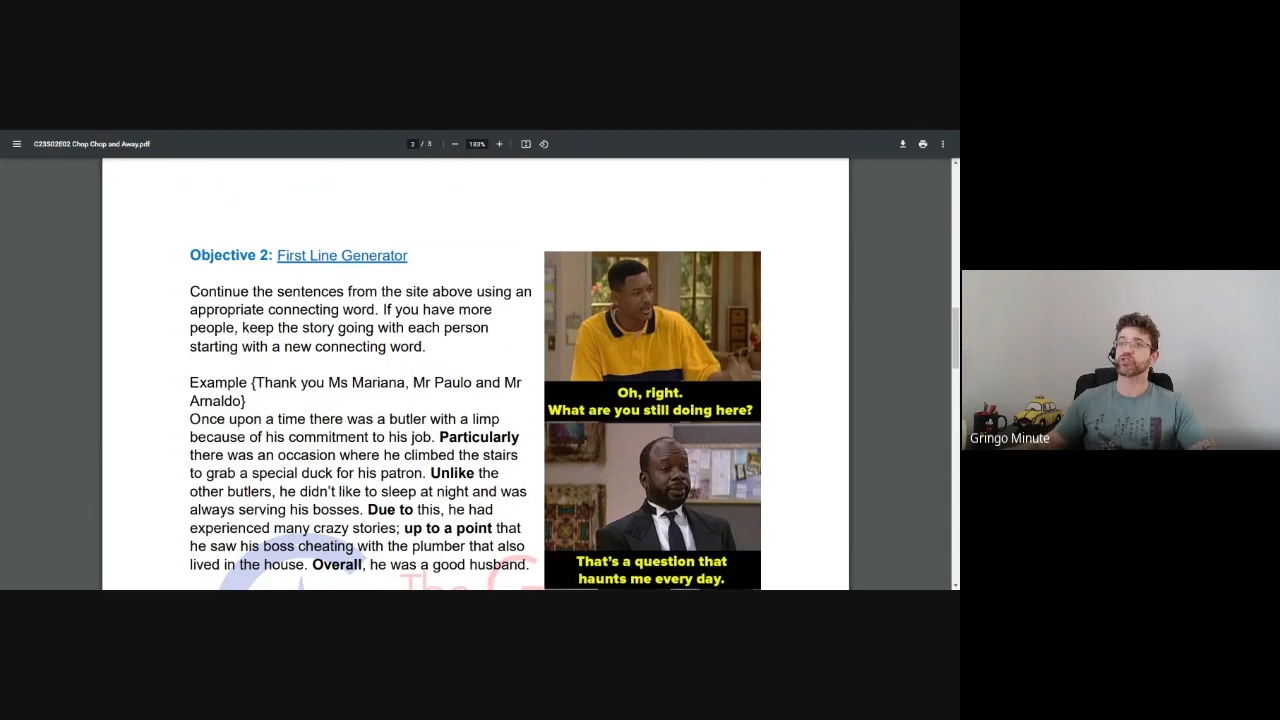 C23S02E02 Chop Chop and Away.pdf
2 / 3
183%
Objective 2: First Line Generator
Continue the sentences from the site above using an
appropriate connecting word. If you have more
people, keep the story going with each person
starting with a new connecting word.
Example {Thank you Ms Mariana, Mr Paulo and Mr
Arnaldo}
Once upon a time there was a butler with a limp
because of his commitment to his job. Particularly
there was an occasion where he climbed the stairs
to grab a special duck for his patron. Unlike the
other butlers, he didn't like to sleep at night and was
always serving his bosses. Due to this, he had
experienced many crazy stories; up to a point that
he saw his boss cheating with the plumber that also
lived in the house. Overall, he was a good husband.
Oh, right.
What are you still doing here?
That's a question that
haunts me every day.
The G
Gringo Minute